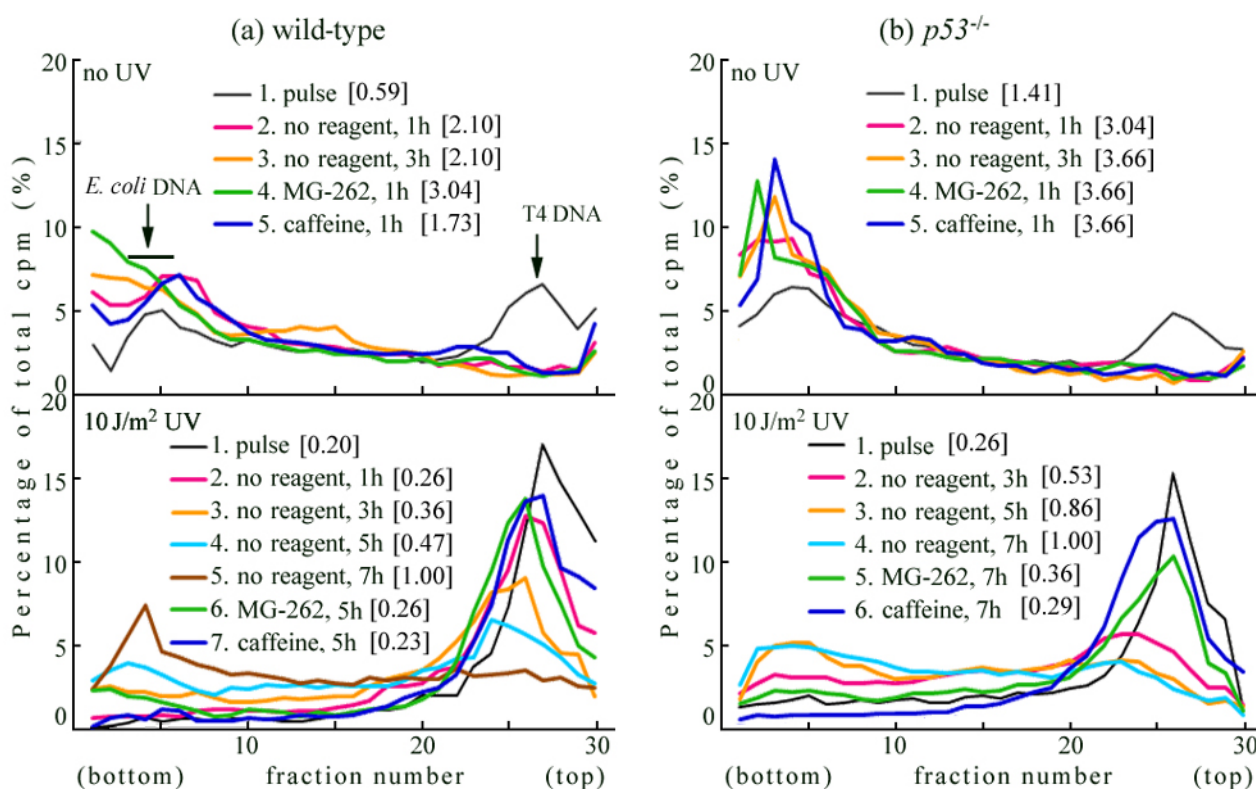 (a) wild-type
(b) p53-/-
20
no UV
1. pulse [0.59]
2. no reagent, 1h [2.10]
3. no reagent, 3h [2.10]
4. MG-262, 1h [3.04]
5. caffeine, 1h [1.73]
15
E. coli DNA
T4 DNA
10
5
0
20
no UV
1. pulse [1.41]
2. no reagent, 1h [3.04]
3. no reagent, 3h [3.66]
4. MG-262, 1h [3.66]
5. caffeine, 1h [3.66]
15
10
5
0
Percentage of total cpm (%)
Percentage of total cpm (%)
20
10 J/m2 UV
1. pulse [0.20]
2. no reagent, 1h [0.26]
3. no reagent, 3h [0.36]
4. no reagent, 5h [0.47]
5. no reagent, 7h [1.00]
6. MG-262, 5h [0.26]
7. caffeine, 5h [0.23]
15
10
5
0
10 20 30
(bottom) fraction number (top)
20
10 J/m2 UV
1. pulse [0.26]
2. no reagent, 3h [0.53]
3. no reagent, 5h [0.86]
4. no reagent, 7h [1.00]
5. MG-262, 7h [0.36]
6. caffeine, 7h [0.29]
15
10
5
0
10 20 30
(bottom) fraction number (top)